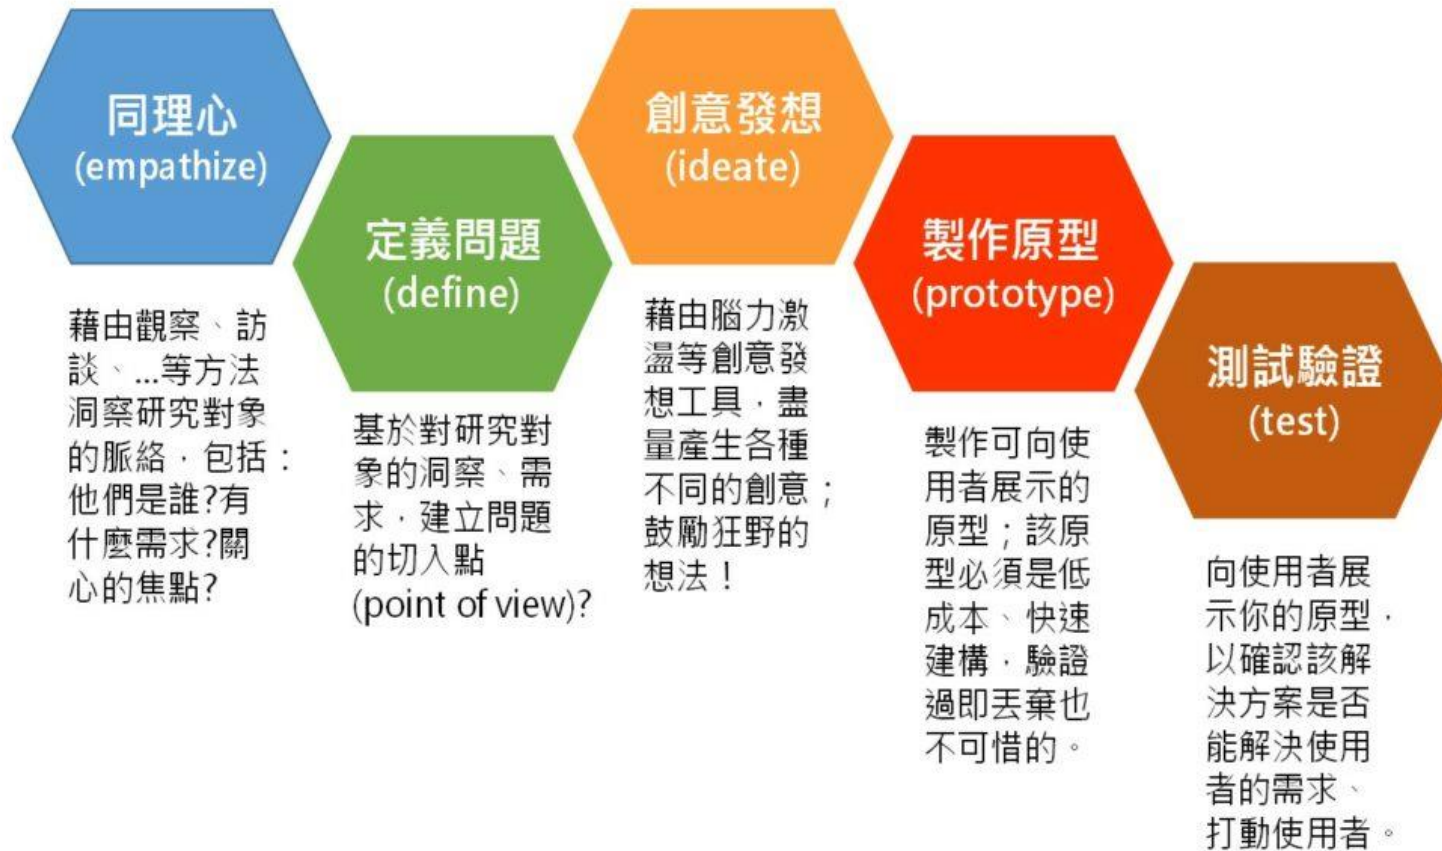 同理心
(empathize)
藉由觀察、訪
談、...等方法
洞察研究對象
的脈絡，包括：
他們是誰?有
什麼需求?關
心的焦點?
定義問題
(define)
基於對研究對
象的洞察、需
求，建立問題
的切入點
(point of view)?
創意發想
(ideate)
藉由腦力激
盪等創意發
想工具，盡
量產生各種
不同的創意；
鼓勵狂野的
想法！
製作原型
(prototype)
製作可向使
用者展示的
原型；該原
型必須是低
成本、快速
建構，驗證
過即丟棄也
不可惜的。
測試驗證
(test)
向使用者展
示你的原型，
以確認該解
決方案是否
能解決使用
者的需求、
打動使用者。